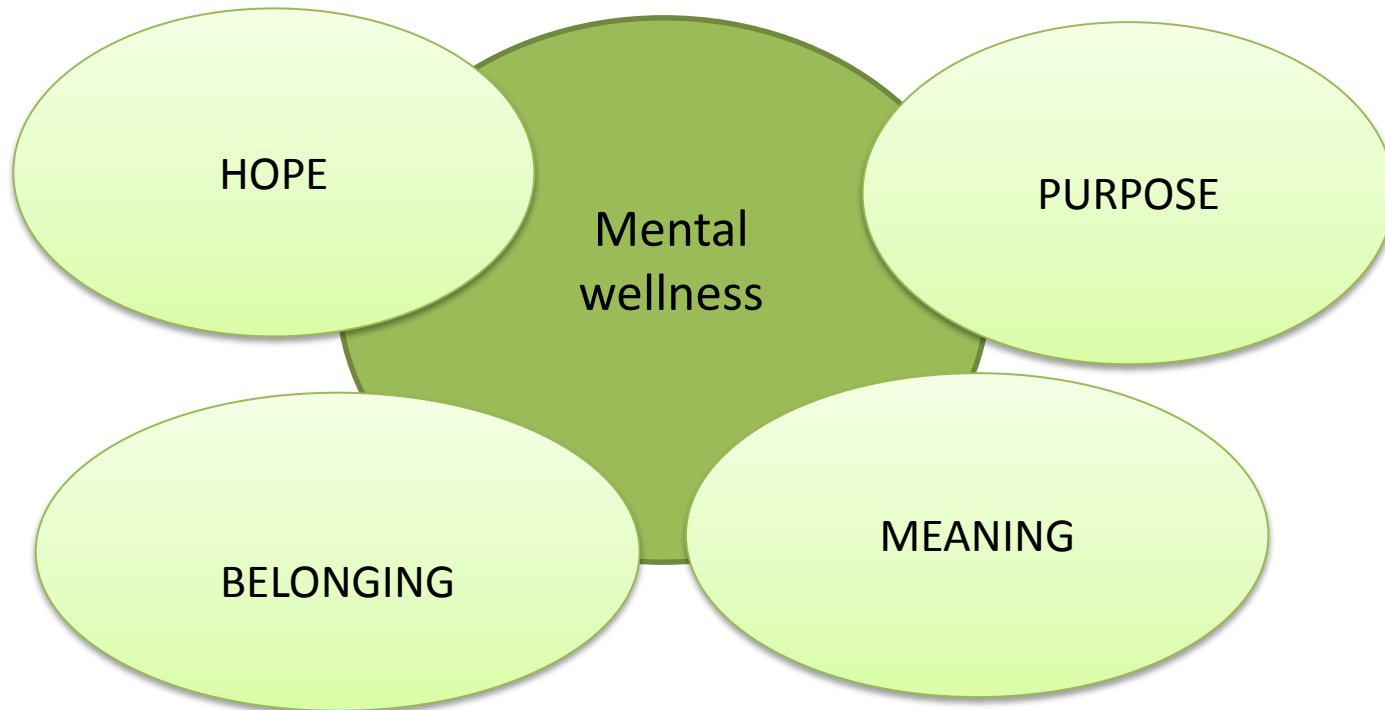 HOPE
PURPOSE
Mental
wellness
MEANING
BELONGING